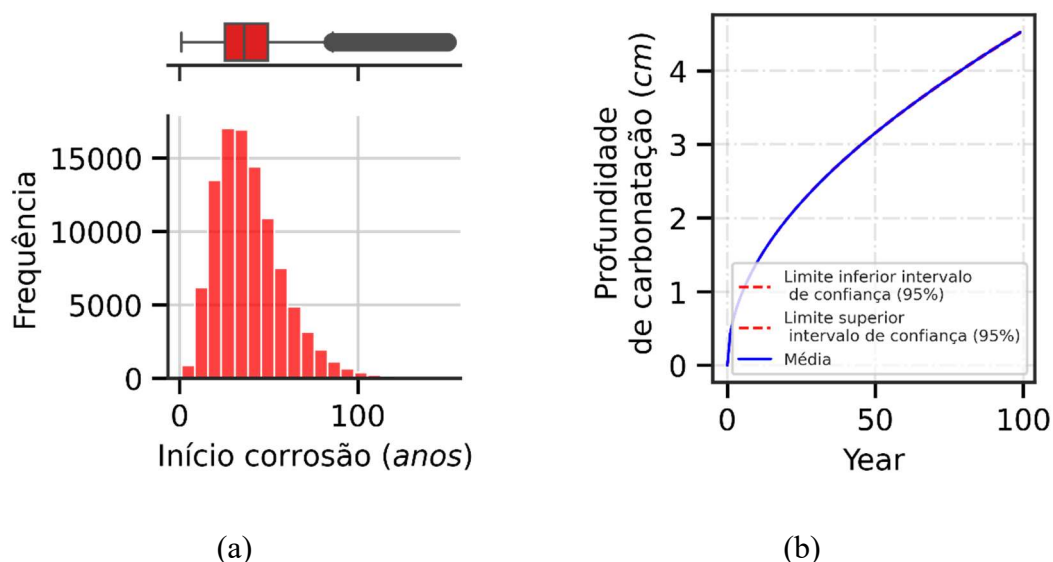 Frequência
15000
10000
5000
0
0
100
Início corrosão (anos)
(a)
Profundidade
de carbonatação (cm)
4
3
2
1
0
Limite inferior intervalo
de confiança (95%)
Limite superior
intervalo de confiança (95%)
Média
0
50
100
Year
(b)